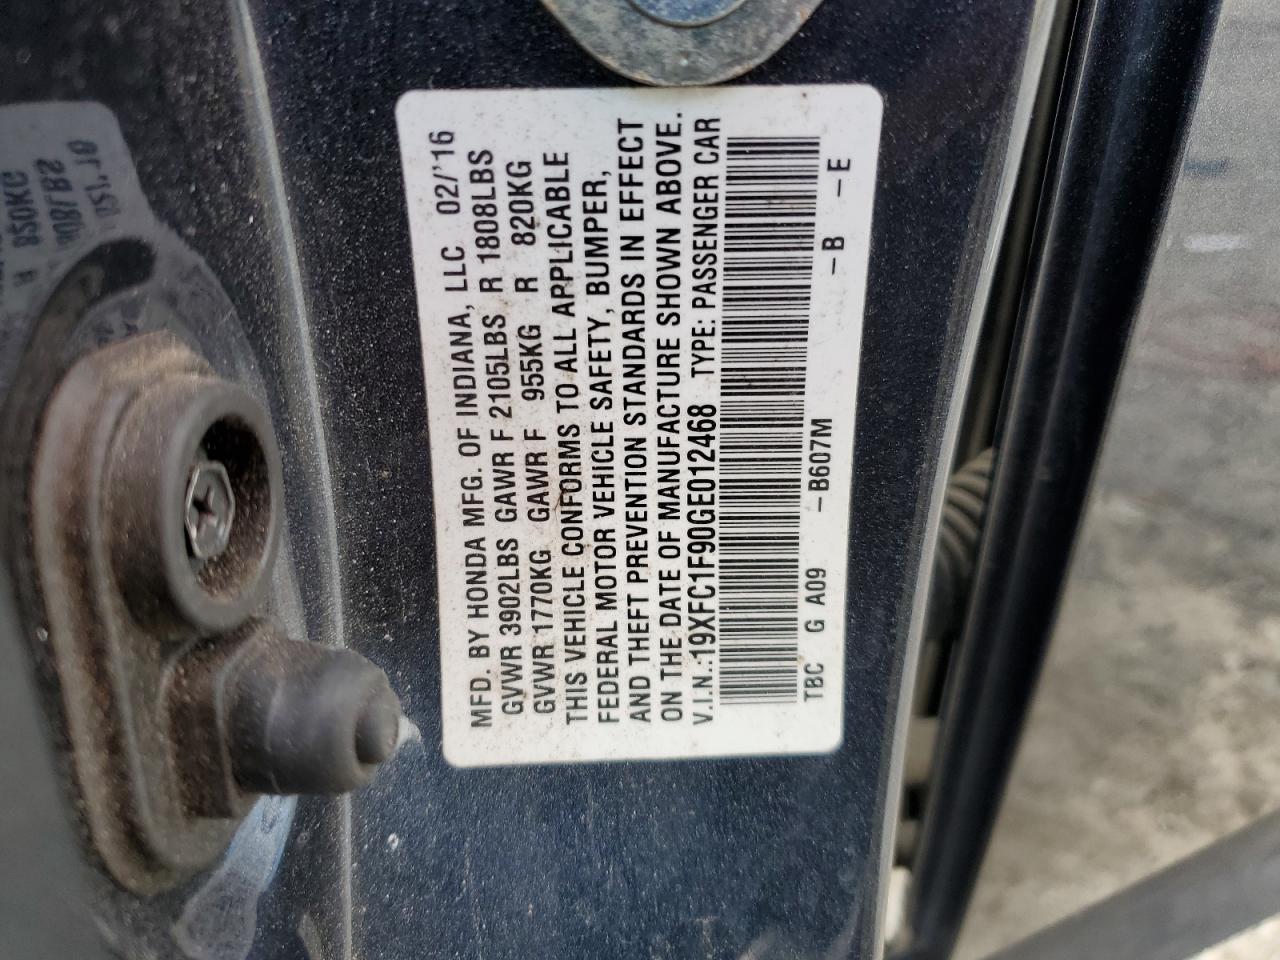 MFD. BY HONDA MFG. OF INDIANA, LLC 02/'16
GVWR 3902LBS GAWR F 2105LBS R 1808LBS
GVWR 1770KG GAWR F 955KG R 820KG
THIS VEHICLE CONFORMS TO ALL APPLICABLE
FEDERAL MOTOR VEHICLE SAFETY, BUMPER,
AND THEFT PREVENTION STANDARDS IN EFFECT
ON THE DATE OF MANUFACTURE SHOWN ABOVE.
V.I.N.:19XFC1F90GE012468 TYPE: PASSENGER CAR
TBC G A09 -B607M -B -E